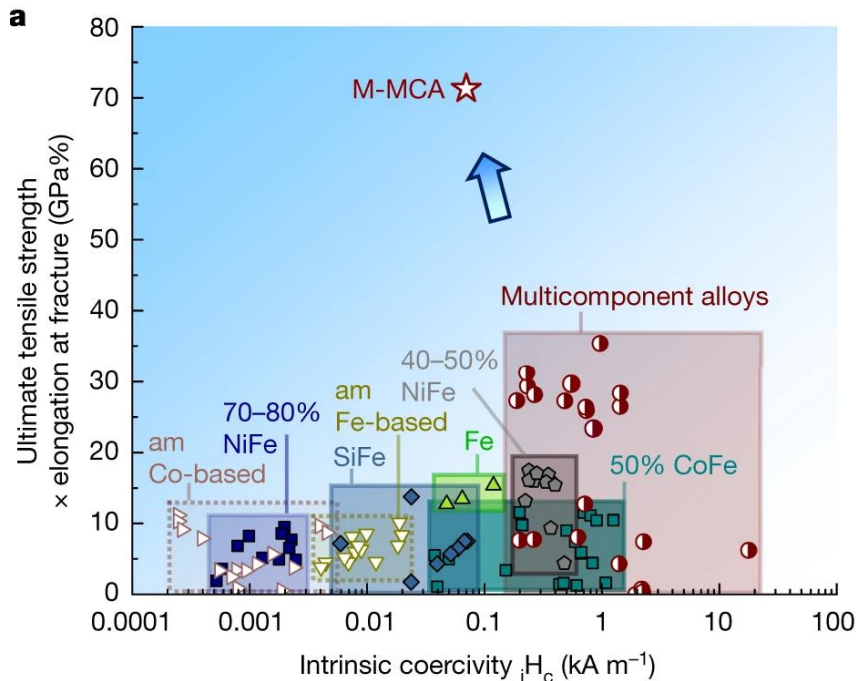 a
80
70
60
50
40
30
20
10
0
Ultimate tensile strength
× elongation at fracture (GPa%)
M-MCA
Multicomponent alloys
40–50%
NiFe
am
Fe-based
70–80%
NiFe
am
Co-based
SiFe
Fe
50% CoFe
0.0001
0.001
0.01
0.1
1
10
100
Intrinsic coercivity iHc (kA m–1)